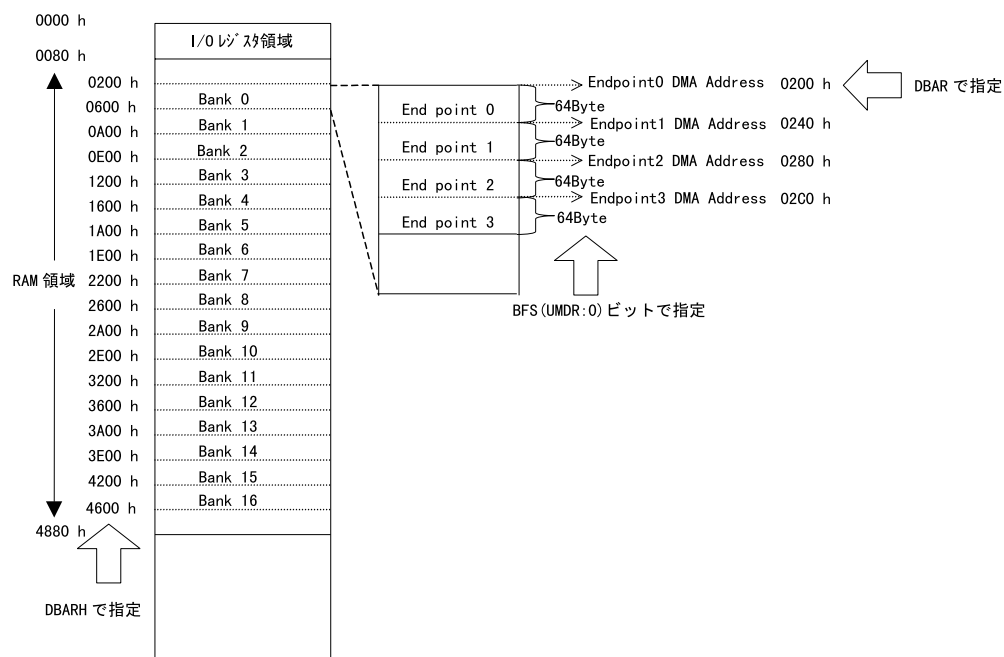 0000 h
I/O レジスタ領域
0080 h
0200 h
Bank 0
0600 h
Bank 1
0A00 h
Bank 2
0E00 h
Bank 3
1200 h
Bank 4
1600 h
Bank 5
1A00 h
Bank 6
1E00 h
Bank 7
RAM 領域
2200 h
Bank 8
2600 h
Bank 9
2A00 h
Bank 10
2E00 h
Bank 11
3200 h
Bank 12
3600 h
Bank 13
3A00 h
Bank 14
3E00 h
Bank 15
4200 h
Bank 16
4600 h
4880 h
DBARH で指定
End point 0
End point 1
End point 2
End point 3
Endpoint0 DMA Address 0200 h
64Byte
Endpoint1 DMA Address 0240 h
64Byte
Endpoint2 DMA Address 0280 h
64Byte
Endpoint3 DMA Address 02C0 h
64Byte
DBAR で指定
BFS(UMDR:0)ビットで指定